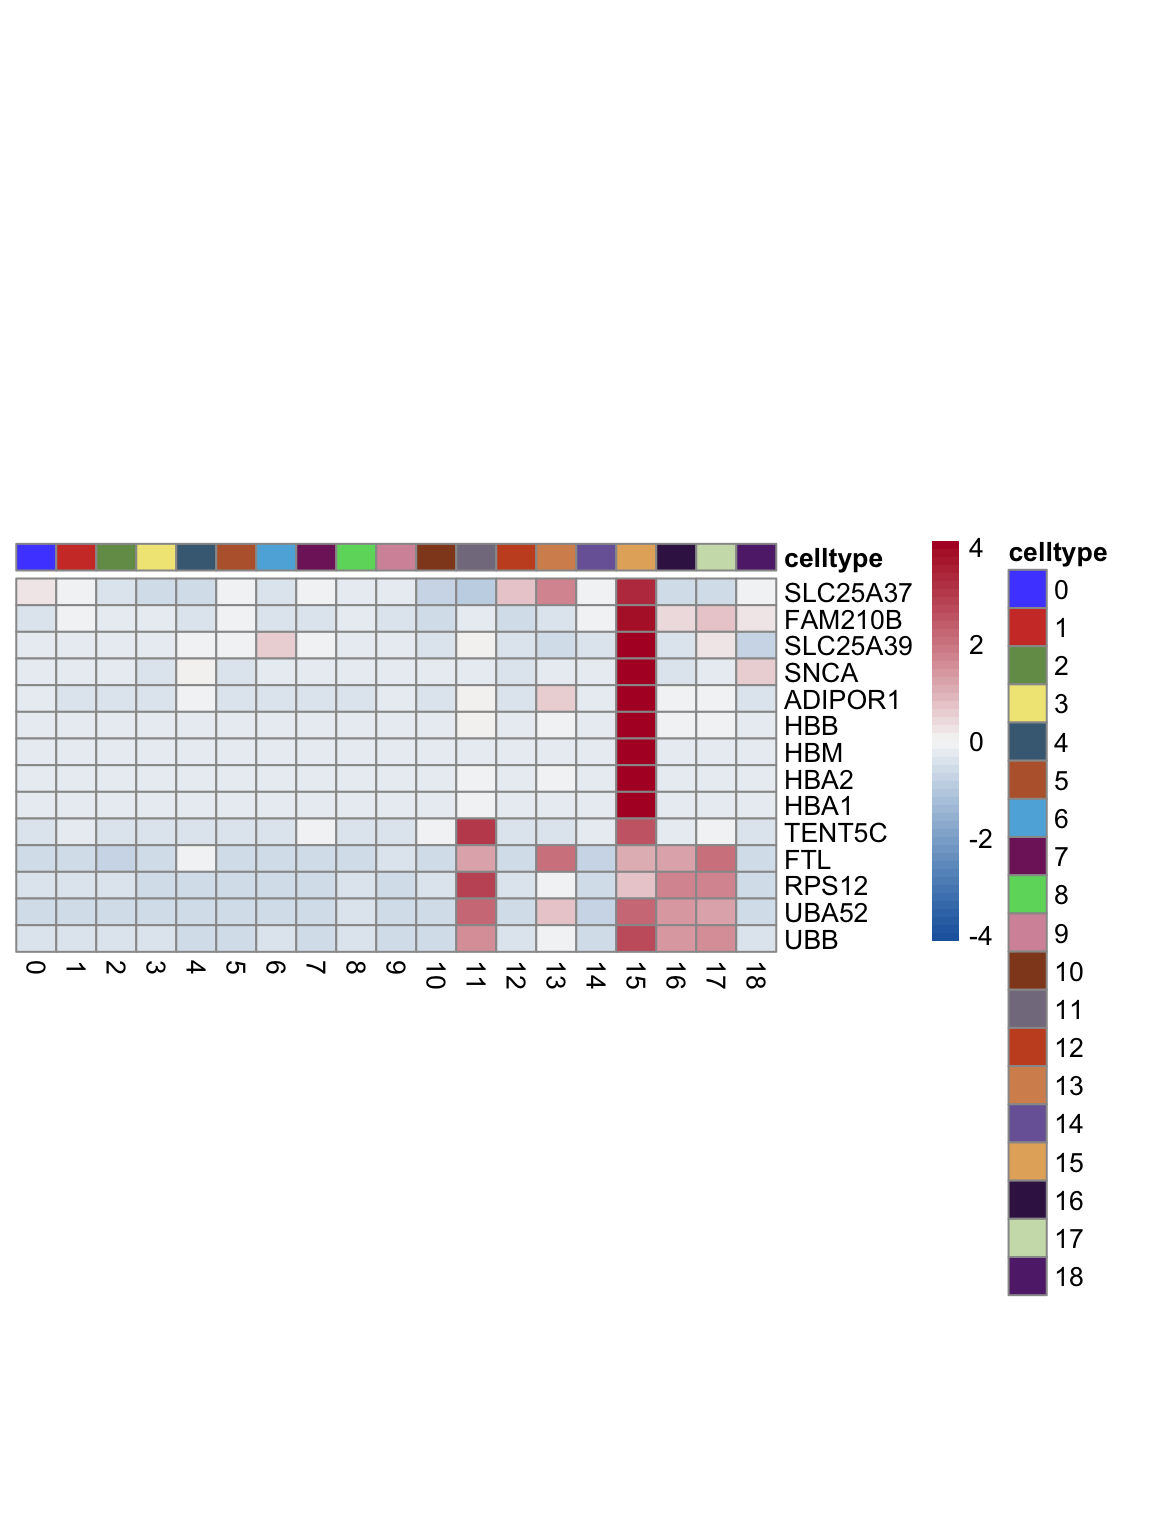 celltype
SLC25A37
FAM210B
SLC25A39
SNCA
ADIPOR1
HBB
HBM
HBA2
HBA1
TENT5C
FTL
RPS12
UBA52
UBB
0 1 2 3 4 5 6 7 8 9 10 11 12 13 14 15 16 17 18
4
2
0
-2
-4
celltype
0
1
2
3
4
5
6
7
8
9
10
11
12
13
14
15
16
17
18